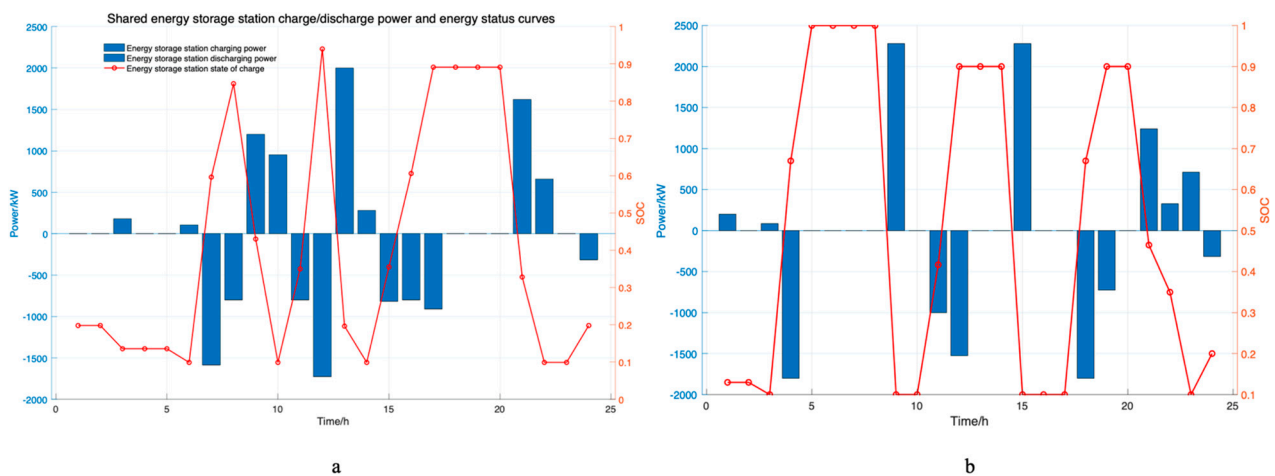 Shared energy storage station charge/discharge power and energy status curves
Energy storage station charging power
Energy storage station discharging power
Energy storage station state of charge
2500
2000
1500
1000
500
0
-500
-1000
-1500
-2000
Power/kW
1
0.9
0.8
0.7
0.6
0.5
0.4
0.3
0.2
0.1
0
SOC
0 5 10 15 20 25
Time/h
a
2500
2000
1500
1000
500
0
-500
-1000
-1500
-2000
Power/kW
1
0.9
0.8
0.7
0.6
0.5
0.4
0.3
0.2
0.1
SOC
0 5 10 15 20 25
Time/h
b